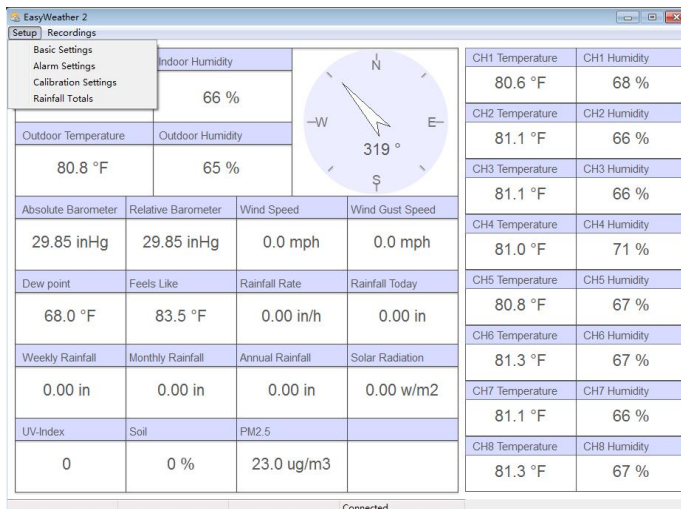 EasyWeather 2
Setup Recordings
Basic Settings
Alarm Settings
Calibration Settings
Rainfall Totals
Indoor Humidity
66 %
Outdoor Temperature Outdoor Humidity
80.8 °F 65 %
N
W E
319 °
S
Absolute Barometer Relative Barometer Wind Speed Wind Gust Speed
29.85 inHg 29.85 inHg 0.0 mph 0.0 mph
Dew point Feels Like Rainfall Rate Rainfall Today
68.0 °F 83.5 °F 0.00 in/h 0.00 in
Weekly Rainfall Monthly Rainfall Annual Rainfall Solar Radiation
0.00 in 0.00 in 0.00 in 0.00 w/m2
UV-Index Soil PM2.5
0 0 % 23.0 ug/m3
CH1 Temperature CH1 Humidity
80.6 °F 68 %
CH2 Temperature CH2 Humidity
81.1 °F 66 %
CH3 Temperature CH3 Humidity
81.1 °F 66 %
CH4 Temperature CH4 Humidity
81.0 °F 71 %
CH5 Temperature CH5 Humidity
80.8 °F 67 %
CH6 Temperature CH6 Humidity
81.3 °F 67 %
CH7 Temperature CH7 Humidity
81.1 °F 66 %
CH8 Temperature CH8 Humidity
81.3 °F 67 %
Connected